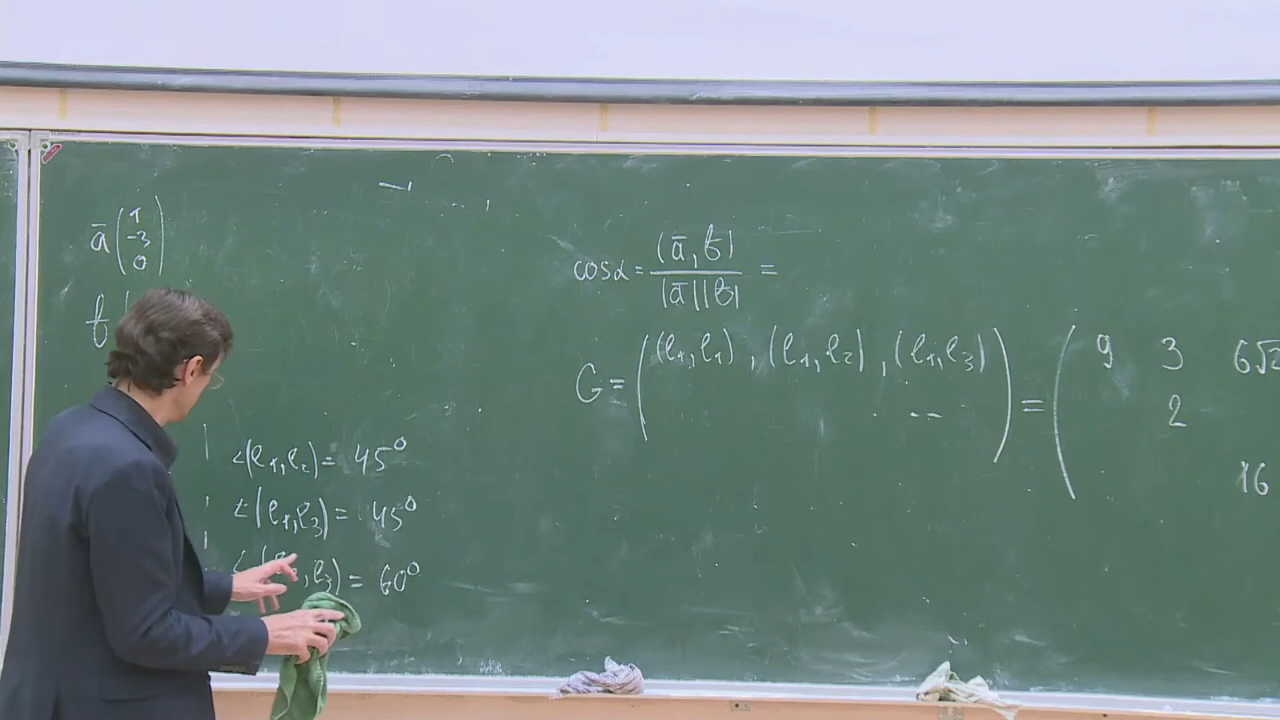 ā (1
-3
0)
b
∠(e₁,e₂) = 45°
∠(e₁,e₃) = 45°
,e₃) = 60°
cosα = (ā, b̄) / |ā||b̄| =
G = ( (e₁,e₁) , (e₁,e₂) , (e₁,e₃) ) = ( 9 3 6√2
-- 2
16